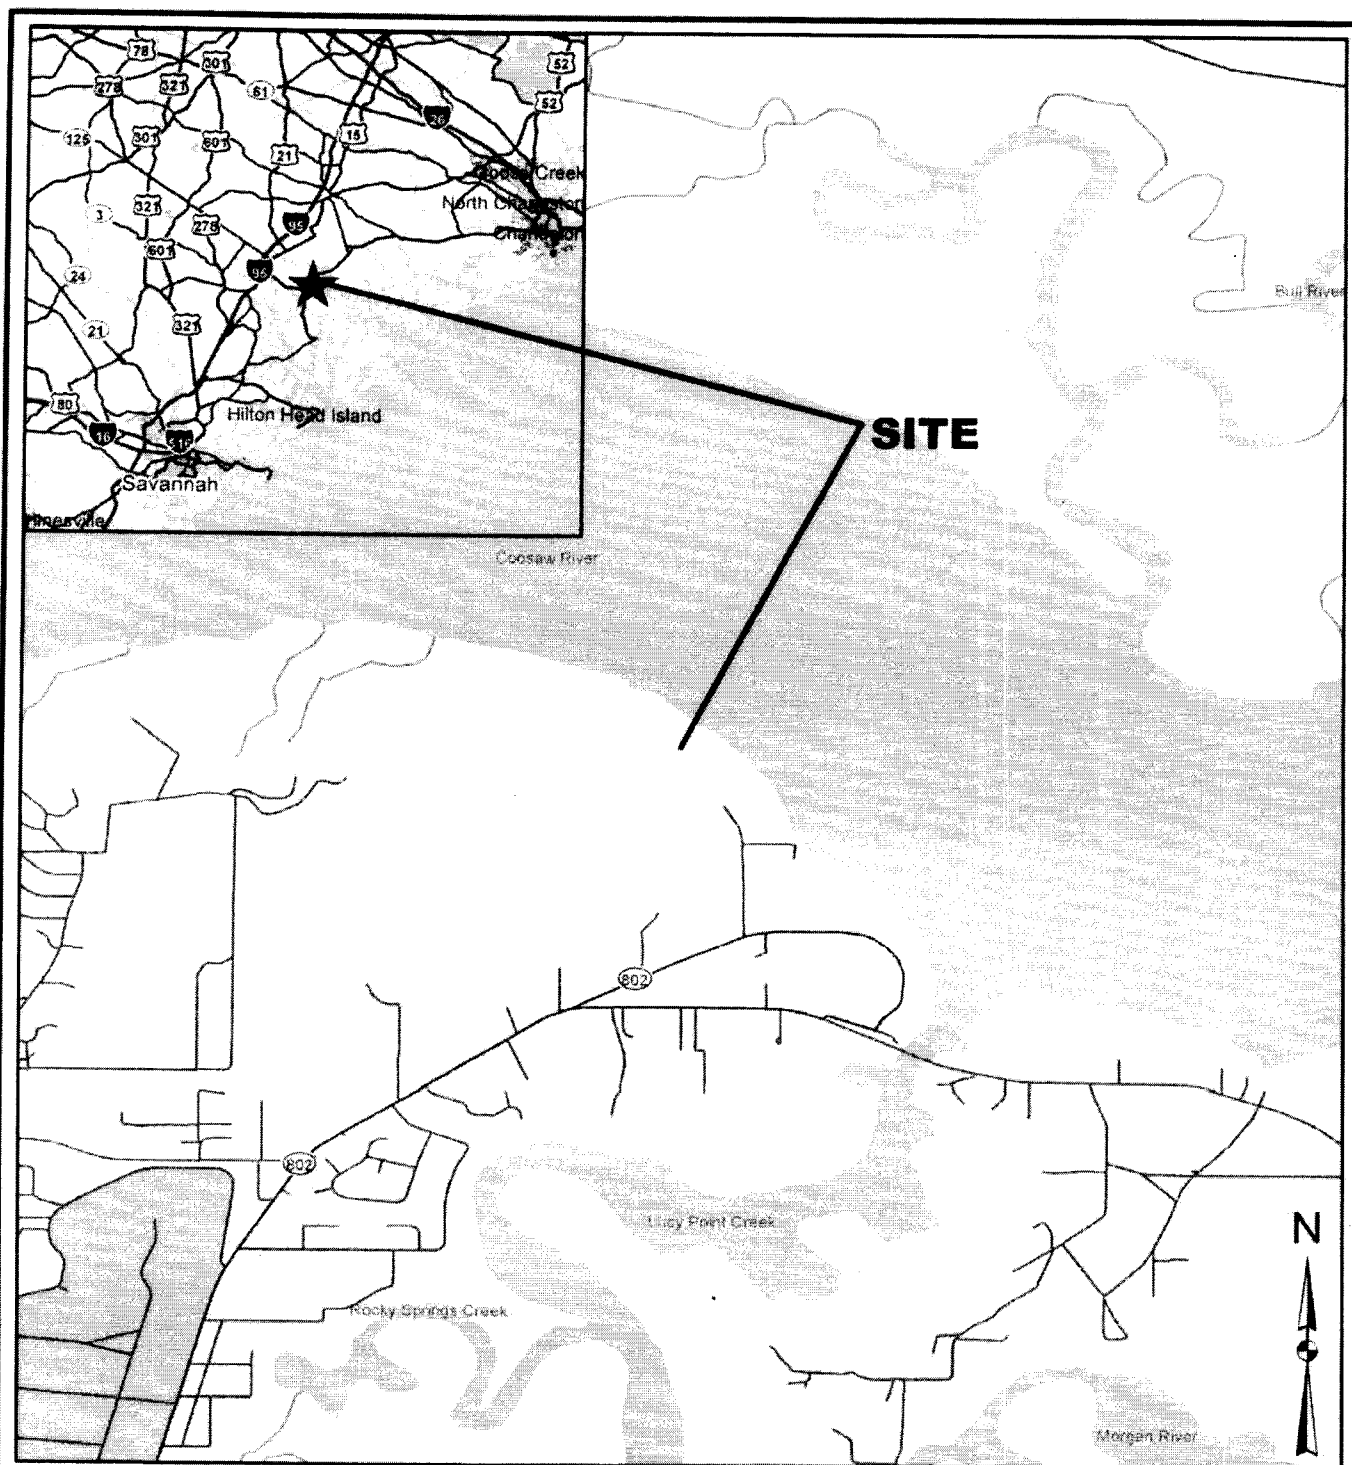 78
301
52
278
321
61
52
26
125
301
601
15
21
Goose Creek
321
North Charleston
3
278
95
Charleston
601
95
24
Bull River
321
21
80
Hilton Head Island
SITE
16
Savannah
Hinesville
Coosaw River
802
802
Lucy Point Creek
N
Rocky Springs Creek
Morgan River